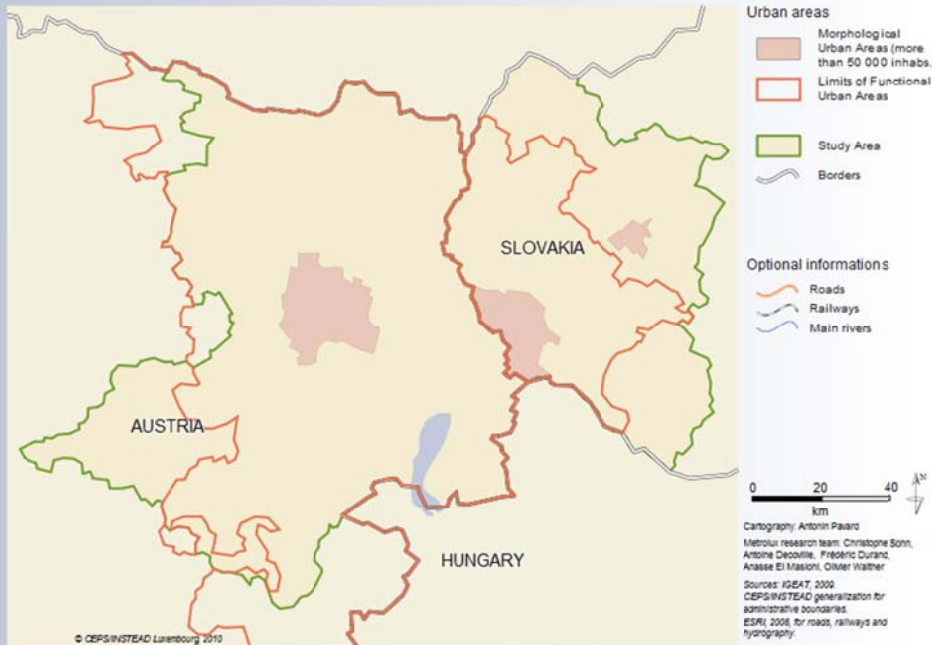 Urban areas
Morphological
Urban Areas (more
than 50 000 inhabs.
Limits of Functional
Urban Areas
Study Area
Borders
Optional informations
Roads
Railways
Main rivers
SLOVAKIA
AUSTRIA
HUNGARY
0 20 40
km
Cartography: Antonin Pavard
Metrolux research team: Christophe Sohn,
Antoine Decoville, Frédéric Durand,
Anasse El Maslohi, Olivier Walther
Sources: IGEAT, 2009.
CEPS/INSTEAD generalization for
administrative boundaries.
ESRI, 2008, for roads, railways and
hydrography.
© CEPS/INSTEAD Luxembourg 2010